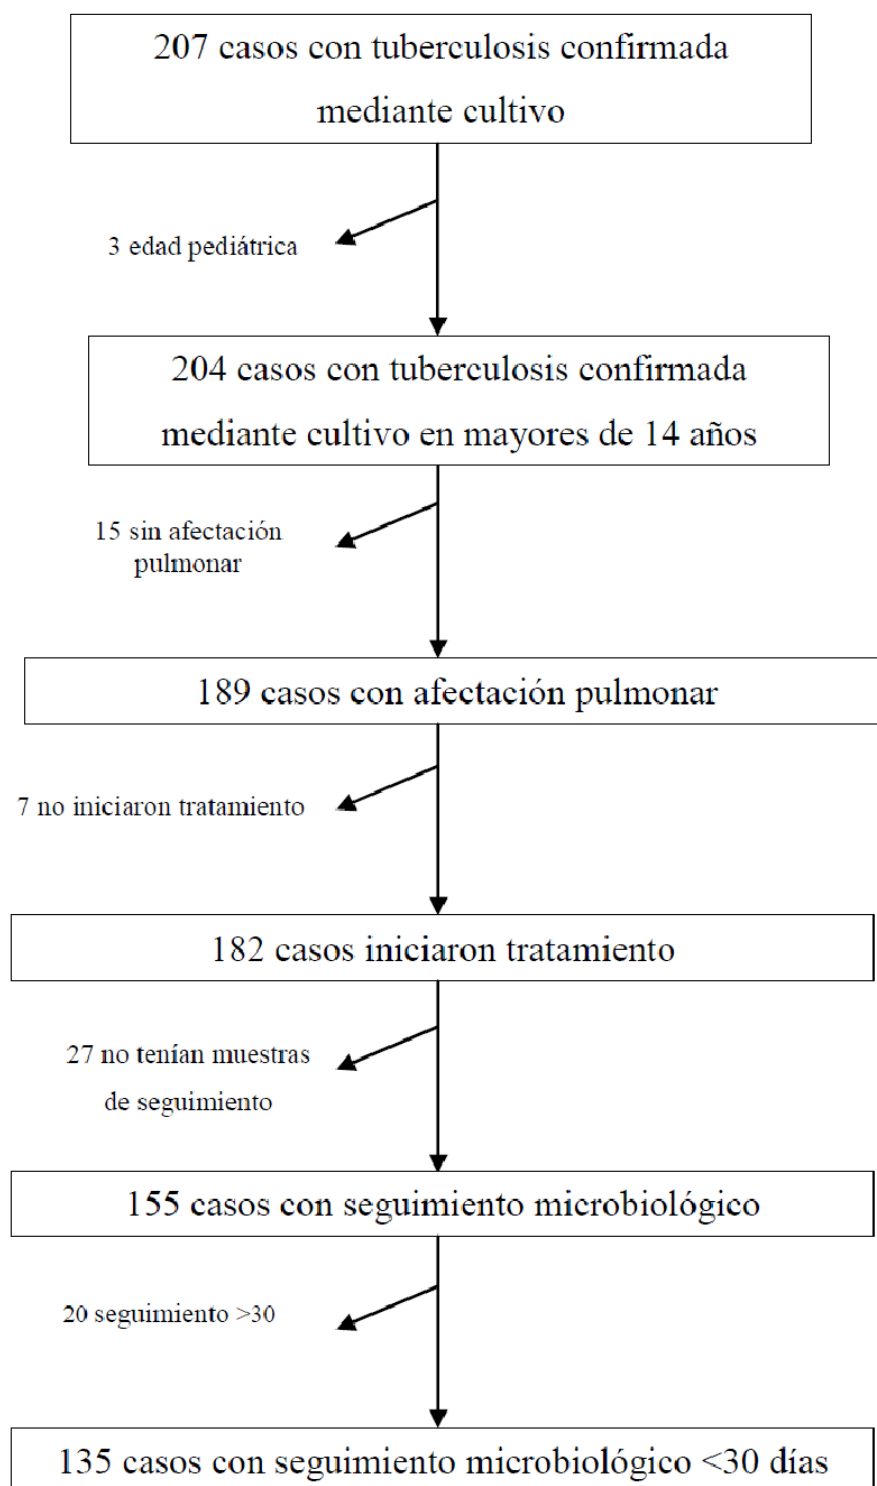 207 casos con tuberculosis confirmada
mediante cultivo
3 edad pediátrica
204 casos con tuberculosis confirmada
mediante cultivo en mayores de 14 años
15 sin afectación
pulmonar
189 casos con afectación pulmonar
7 no iniciaron tratamiento
182 casos iniciaron tratamiento
27 no tenían muestras
de seguimiento
155 casos con seguimiento microbiológico
20 seguimiento >30
135 casos con seguimiento microbiológico <30 días